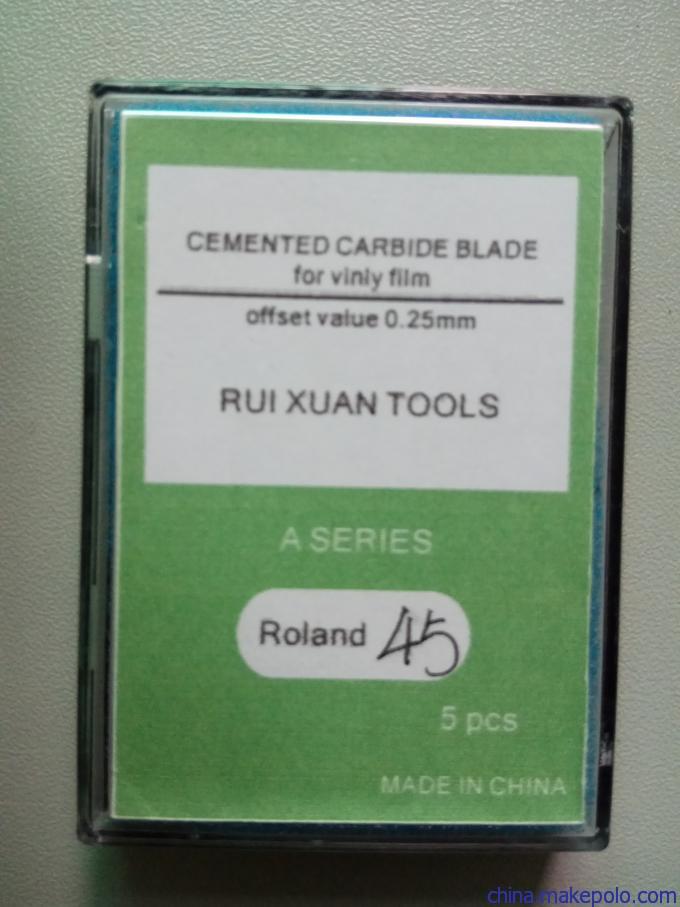 CEMENTED CARBIDE BLADE
for vinly film
offset value 0.25mm
RUI XUAN TOOLS
A SERIES
Roland 45
5 pcs
MADE IN CHINA
china.makepolo.com